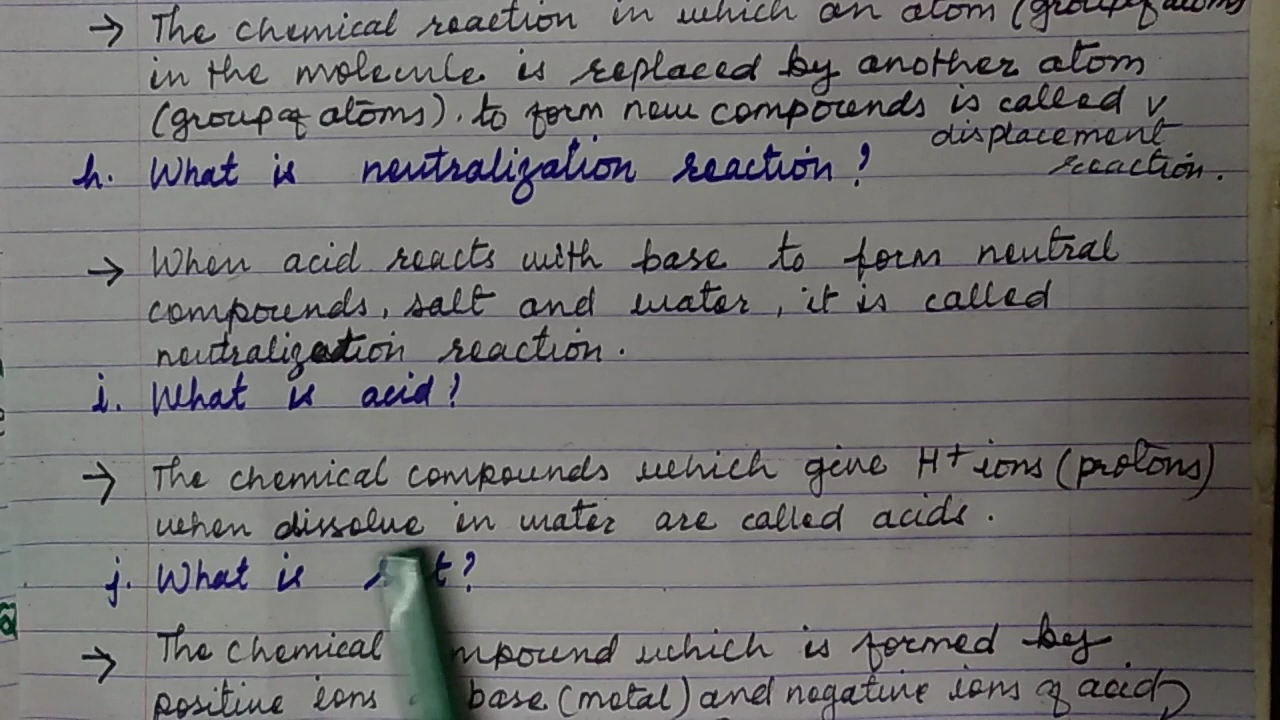 → The chemical reaction in which an atom (group of atoms)
in the molecule is replaced by another atom
(group of atoms). to form new compounds is called
displacement
reaction.
h. What is neutralization reaction?
→ When acid reacts with base to form neutral
compounds, salt and water, it is called
neutralization reaction.
i. What is acid?
→ The chemical compounds which give H+ ions (protons)
when dissolve in water are called acids.
j. What is t?
→ The chemical mpound which is formed by
positive ions base (metal) and negative ions of acid